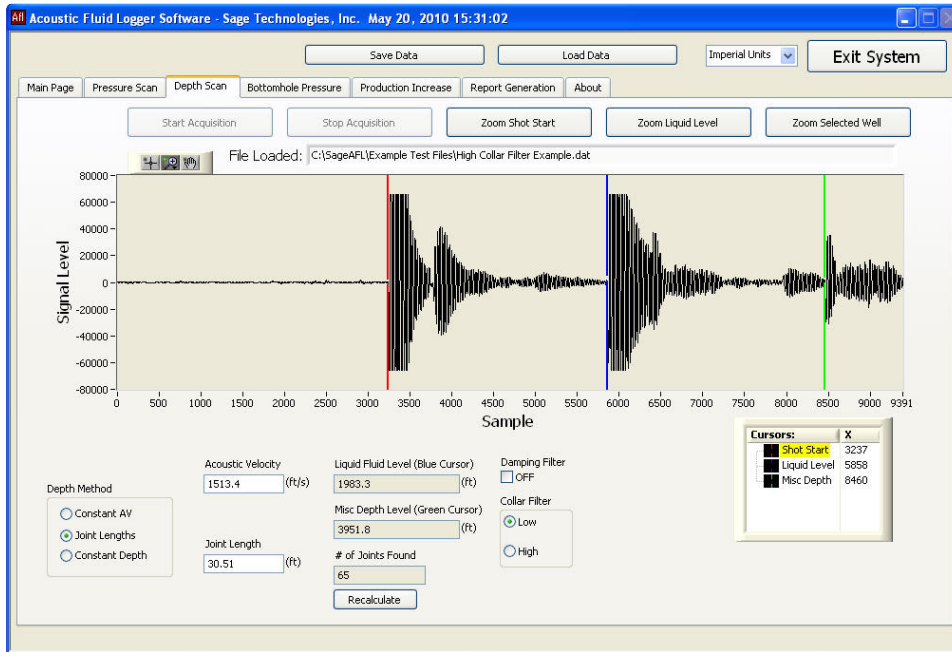 Afl Acoustic Fluid Logger Software - Sage Technologies, Inc.  May 20, 2010 15:31:02
Save Data Load Data Imperial Units Exit System
Main Page Pressure Scan Depth Scan Bottomhole Pressure Production Increase Report Generation About
Start Acquisition Stop Acquisition Zoom Shot Start Zoom Liquid Level Zoom Selected Well
File Loaded: C:\SageAFL\Example Test Files\High Collar Filter Example.dat
Signal Level
80000
60000
40000
20000
0
-20000
-40000
-60000
-80000
0 500 1000 1500 2000 2500 3000 3500 4000 4500 5000 5500 6000 6500 7000 7500 8000 8500 9000 9391
Sample
Cursors: X
Shot Start 3237
Liquid Level 5858
Misc Depth 8460
Depth Method
Constant AV
Joint Lengths
Constant Depth
Acoustic Velocity
1513.4 (ft/s)
Joint Length
30.51 (ft)
Liquid Fluid Level (Blue Cursor)
1983.3 (ft)
Misc Depth Level (Green Cursor)
3951.8 (ft)
# of Joints Found
65
Recalculate
Damping Filter
OFF
Collar Filter
Low
High